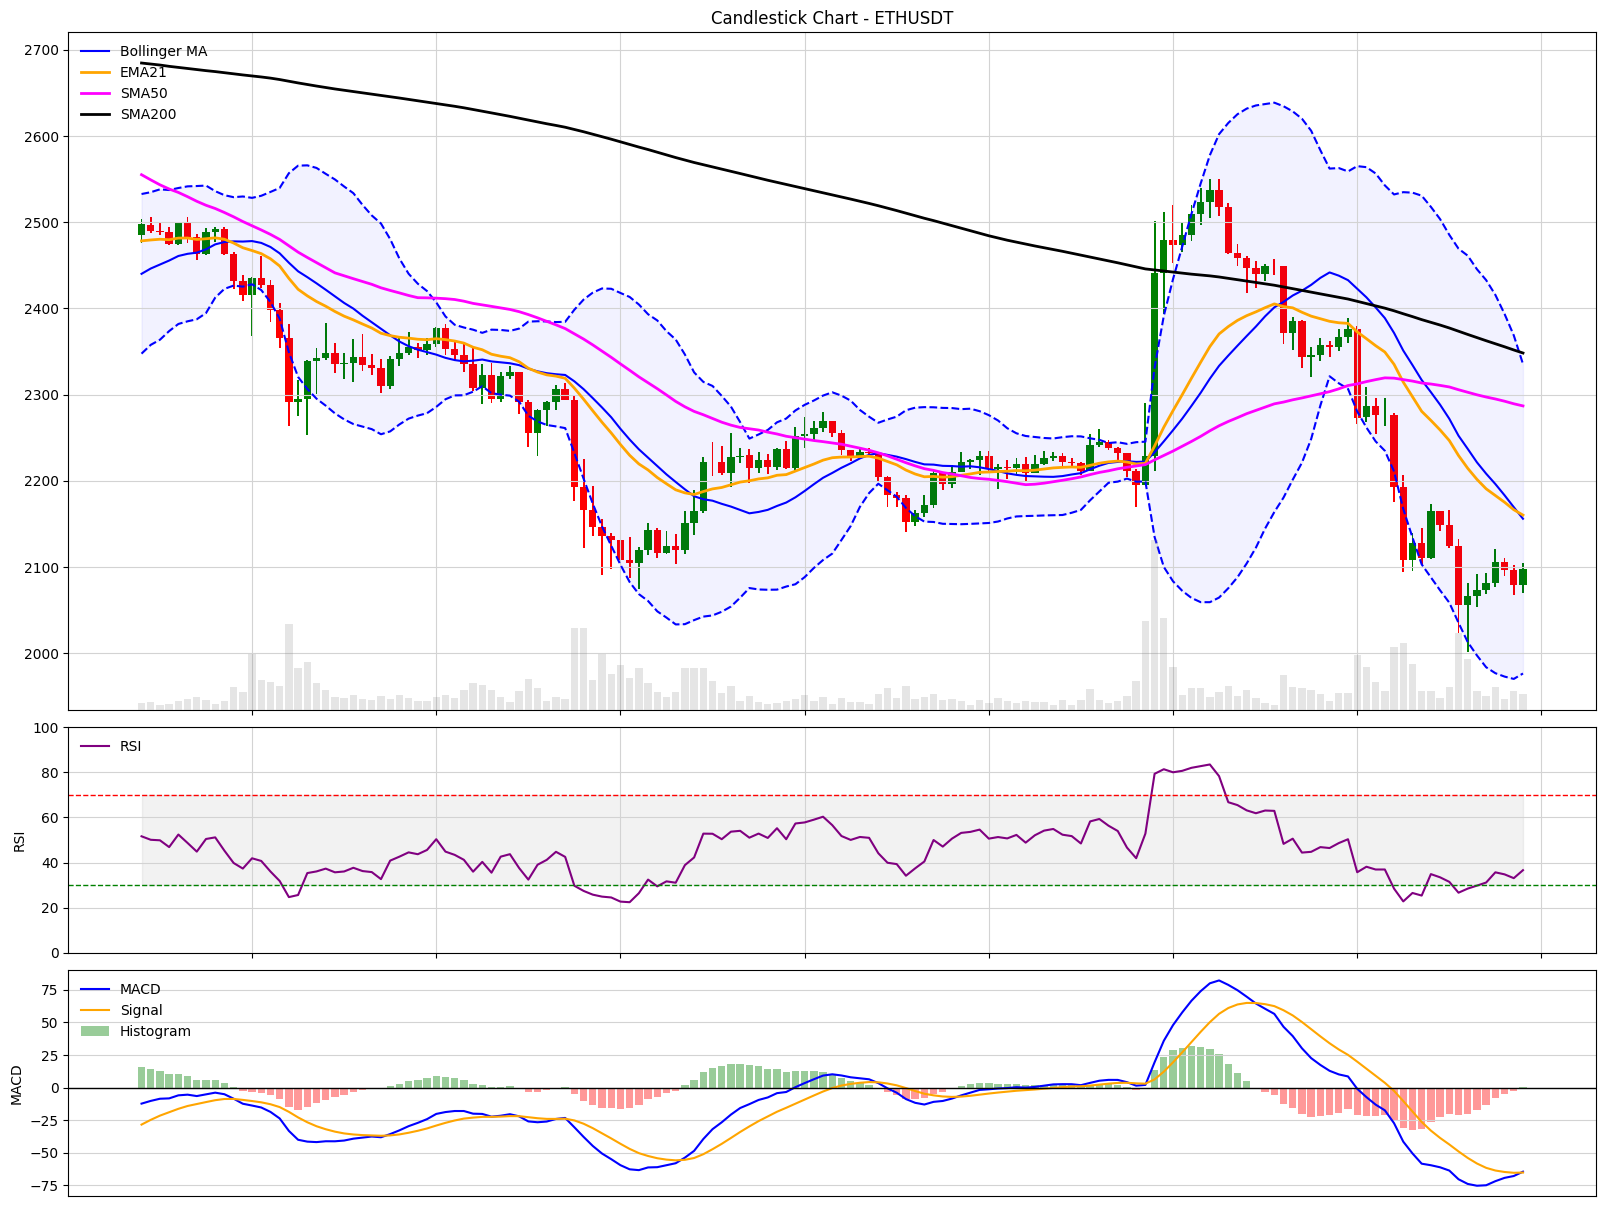 Candlestick Chart - ETHUSDT
Bollinger MA
EMA21
SMA50
SMA200
2700
2600
2500
2400
2300
2200
2100
2000
RSI
100
80
60
40
20
0
RSI
MACD
Signal
Histogram
75
50
25
0
−25
−50
−75
MACD